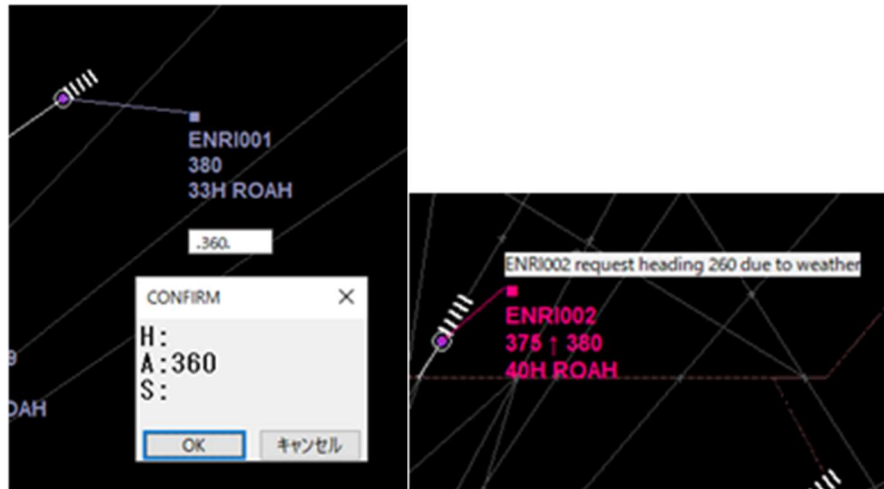 ENRI001
380
33H ROAH
.360.
CONFIRM
H:
A:360
S:
OK
キャンセル
OAH
ENRI002 request heading 260 due to weather
ENRI002
375 ↑ 380
40H ROAH